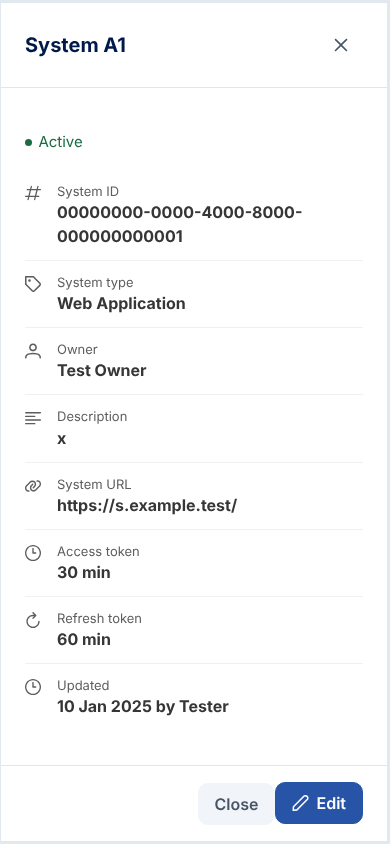 System A1
Active
System ID
00000000-0000-4000-8000-
000000000001
System type
Web Application
Owner
Test Owner
Description
x
System URL
https://s.example.test/
Access token
30 min
Refresh token
60 min
Updated
10 Jan 2025 by Tester
Close
Edit